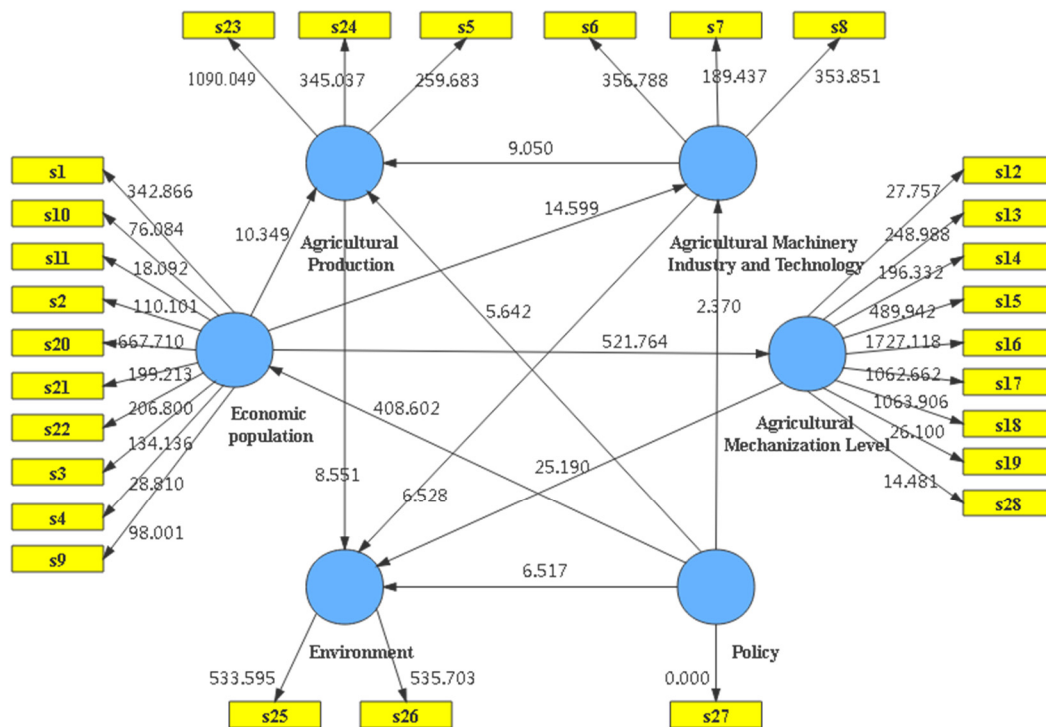 s23
s24
s5
s6
s7
s8
1090.049
345.037
259.683
356.788
189.437
353.851
9.050
s1
s10
s11
s2
s20
s21
s22
s3
s4
s9
342.866
76.084
18.092
110.101
667.710
199.213
206.800
134.136
28.810
98.001
10.349
14.599
Agricultural
Production
Agricultural Machinery
Industry and Technology
5.642
2.370
521.764
Economic
population
408.602
8.551
6.528
25.190
Agricultural
Mechanization Level
27.757
248.988
196.332
489.942
1727.118
1062.662
1063.906
26.100
14.481
s12
s13
s14
s15
s16
s17
s18
s19
s28
6.517
Environment
Policy
533.595
535.703
0.000
s25
s26
s27